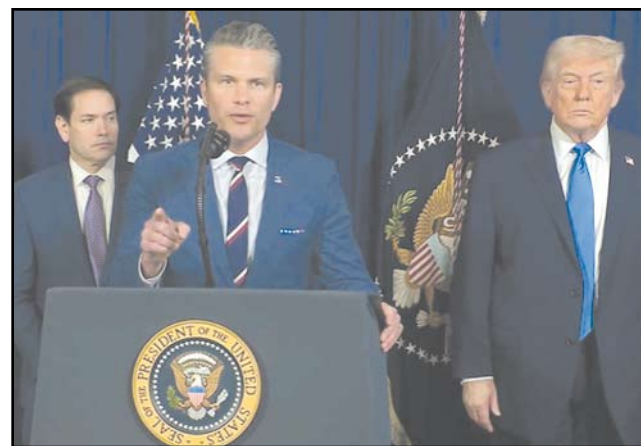 SEAL OF THE PRESIDENT OF THE UNITED STATES